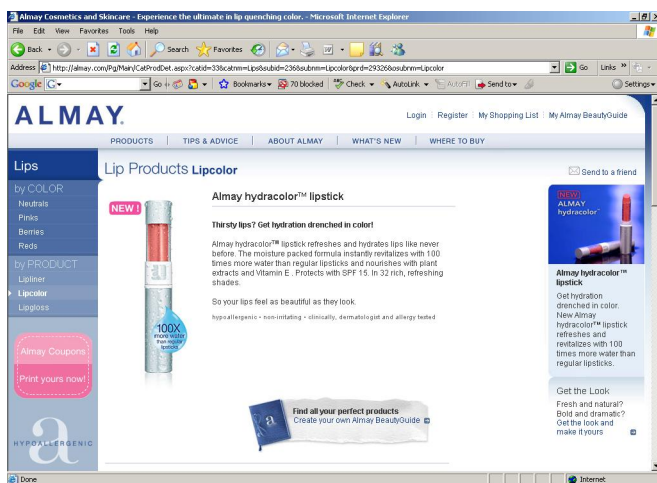 Almay Cosmetics and Skincare - Experience the ultimate in lip quenching color. - Microsoft Internet Explorer
File Edit View Favorites Tools Help
Back Search Favorites
Address http://almay.com/Pg/Main/CatProdDet.aspx?catid=33&catnm=Lips&subid=236&subnm=Lipcolor&prd=29326&osubnm=Lipcolor Go Links »
Google G Go Bookmarks 70 blocked Check AutoLink AutoFill Send to Settings
ALMAY.
Login Register My Shopping List My Almay BeautyGuide
PRODUCTS TIPS & ADVICE ABOUT ALMAY WHAT'S NEW WHERE TO BUY
Lips
by COLOR
Neutrals
Pinks
Berries
Reds
by PRODUCT
Lipliner
Lipcolor
Lipgloss
Almay Coupons
Print yours now!
a
HYPOALLERGENIC
Lip Products Lipcolor
Send to a friend
NEW!
100X
more water
than regular
lipsticks
Almay hydracolor™ lipstick
Thirsty lips? Get hydration drenched in color!
Almay hydracolor™ lipstick refreshes and hydrates lips like never
before. The moisture packed formula instantly revitalizes with 100
times more water than regular lipsticks and nourishes with plant
extracts and Vitamin E . Protects with SPF 15. In 32 rich, refreshing
shades.
So your lips feel as beautiful as they look.
hypoallergenic • non-irritating • clinically, dermatologist and allergy tested
a
Find all your perfect products
Create your own Almay BeautyGuide
NEW
ALMAY
hydracolor™
Almay hydracolor™
lipstick
Get hydration
drenched in color.
New Almay
hydracolor™ lipstick
refreshes and
revitalizes with 100
times more water than
regular lipsticks.
Get the Look
Fresh and natural?
Bold and dramatic?
Get the look and
make it yours
Done Internet